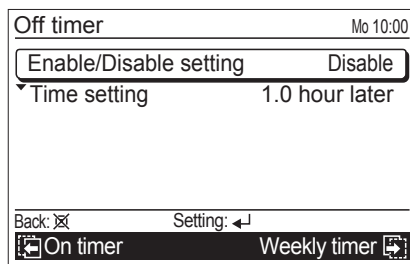 Off timer Mo 10:00
Enable/Disable setting Disable
Time setting 1.0 hour later
Back: Setting:
On timer Weekly timer